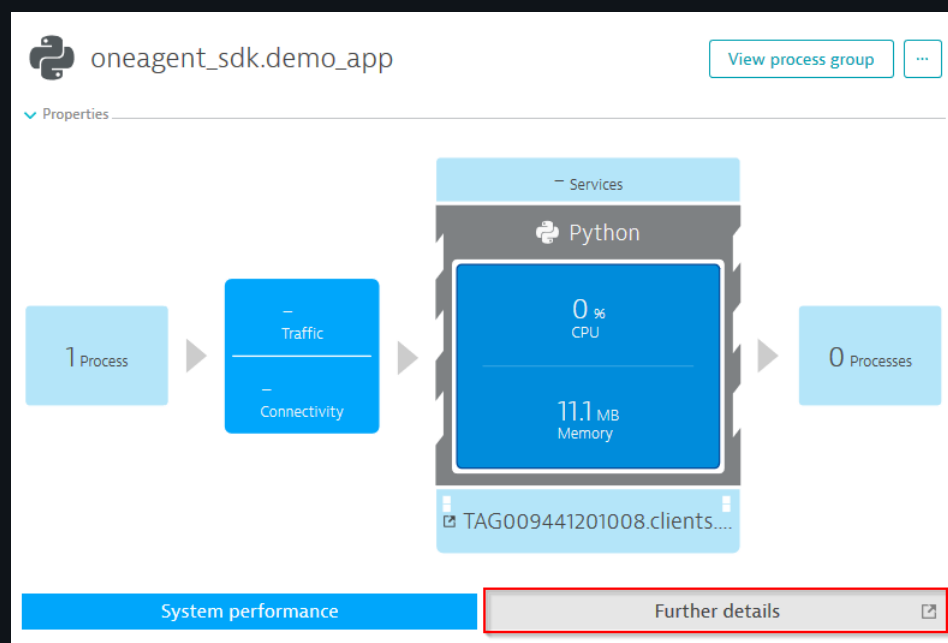 oneagent_sdk.demo_app
View process group
...
Properties
– Services
Python
1 Process
– Traffic
– Connectivity
0 % CPU
11.1 MB Memory
0 Processes
TAG009441201008.clients....
System performance
Further details